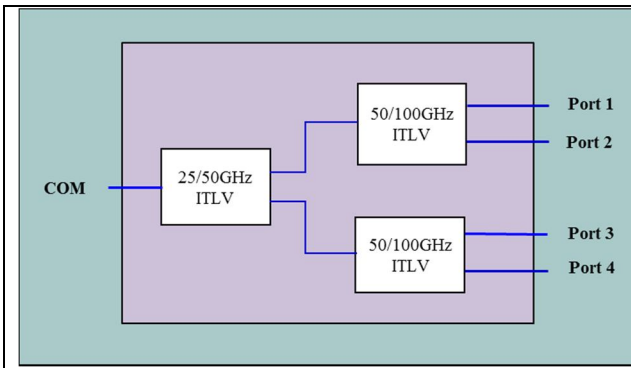 COM
25/50GHz
ITLV
50/100GHz
ITLV
50/100GHz
ITLV
Port 1
Port 2
Port 3
Port 4